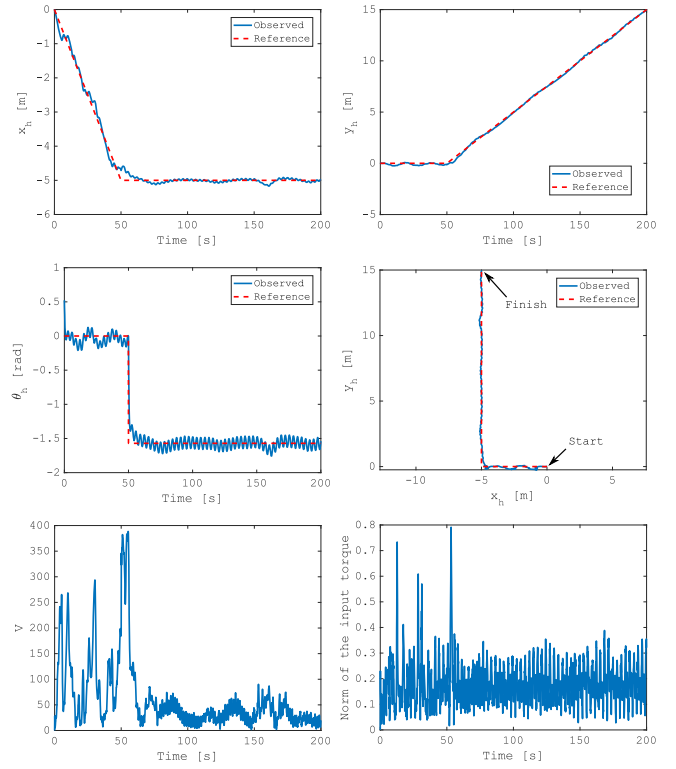 0
-1
-2
-3
-4
-5
-6
x_h [m]
0 50 100 150 200
Time [s]
Observed
Reference
15
10
5
0
-5
y_h [m]
0 50 100 150 200
Time [s]
Observed
Reference
1
0.5
0
-0.5
-1
-1.5
-2
θ_h [rad]
0 50 100 150 200
Time [s]
Observed
Reference
15
10
5
0
y_h [m]
-10 -5 0 5
x_h [m]
Observed
Reference
Finish
Start
400
350
300
250
200
150
100
50
0
V
0 50 100 150 200
Time [s]
0.8
0.7
0.6
0.5
0.4
0.3
0.2
0.1
0
Norm of the input torque
0 50 100 150 200
Time [s]